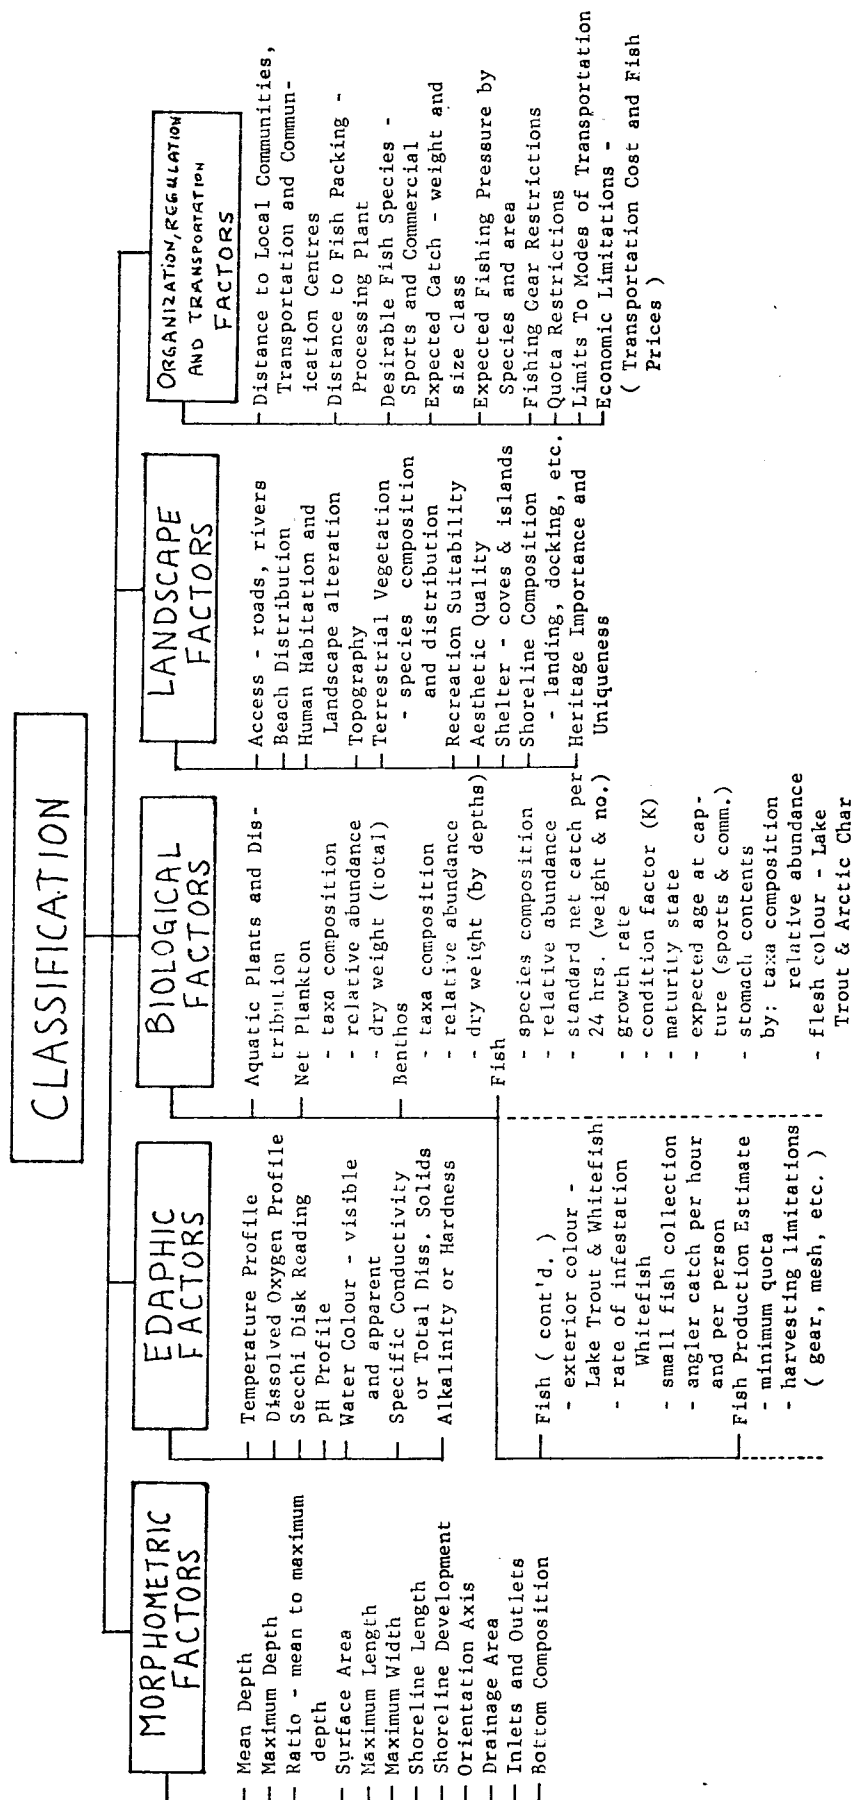 CLASSIFICATION
MORPHOMETRIC
FACTORS
- Mean Depth
- Maximum Depth
- Ratio - mean to maximum
depth
- Surface Area
- Maximum Length
- Maximum Width
- Shoreline Length
- Shoreline Development
- Orientation Axis
- Drainage Area
- Inlets and Outlets
- Bottom Composition
EDAPHIC
FACTORS
Temperature Profile
Dissolved Oxygen Profile
Secchi Disk Reading
pH Profile
Water Colour - visible
and apparent
Specific Conductivity
or Total Diss. Solids
Alkalinity or Hardness
BIOLOGICAL
FACTORS
Aquatic Plants and Dis-
tribution
Net Plankton
- taxa composition
- relative abundance
- dry weight (total)
Benthos
- taxa composition
- relative abundance
- dry weight (by depths)
Fish
- species composition
- relative abundance
- standard net catch per
24 hrs. (weight & no.)
- growth rate
- condition factor (K)
- maturity state
- expected age at cap-
ture (sports & comm.)
- stomach contents
by: taxa composition
relative abundance
- flesh colour - Lake
Trout & Arctic Char
Fish ( cont'd. )
- exterior colour -
Lake Trout & Whitefish
- rate of infestation
Whitefish
- small fish collection
- angler catch per hour
and per person
Fish Production Estimate
- minimum quota
- harvesting limitations
( gear, mesh, etc. )
LANDSCAPE
FACTORS
Access - roads, rivers
Beach Distribution
Human Habitation and
Landscape alteration
Topography
Terrestrial Vegetation
- species composition
and distribution
Recreation Suitability
Aesthetic Quality
Shelter - coves & islands
Shoreline Composition
- landing, docking, etc.
Heritage Importance and
Uniqueness
ORGANIZATION, REGULATION
AND TRANSPORTATION
FACTORS
Distance to Local Communities,
Transportation and Commun-
ication Centres
Distance to Fish Packing -
Processing Plant
Desirable Fish Species -
Sports and Commercial
Expected Catch - weight and
size class
Expected Fishing Pressure by
Species and area
Fishing Gear Restrictions
Quota Restrictions
Limits To Modes of Transportation
Economic Limitations -
( Transportation Cost and Fish
Prices )